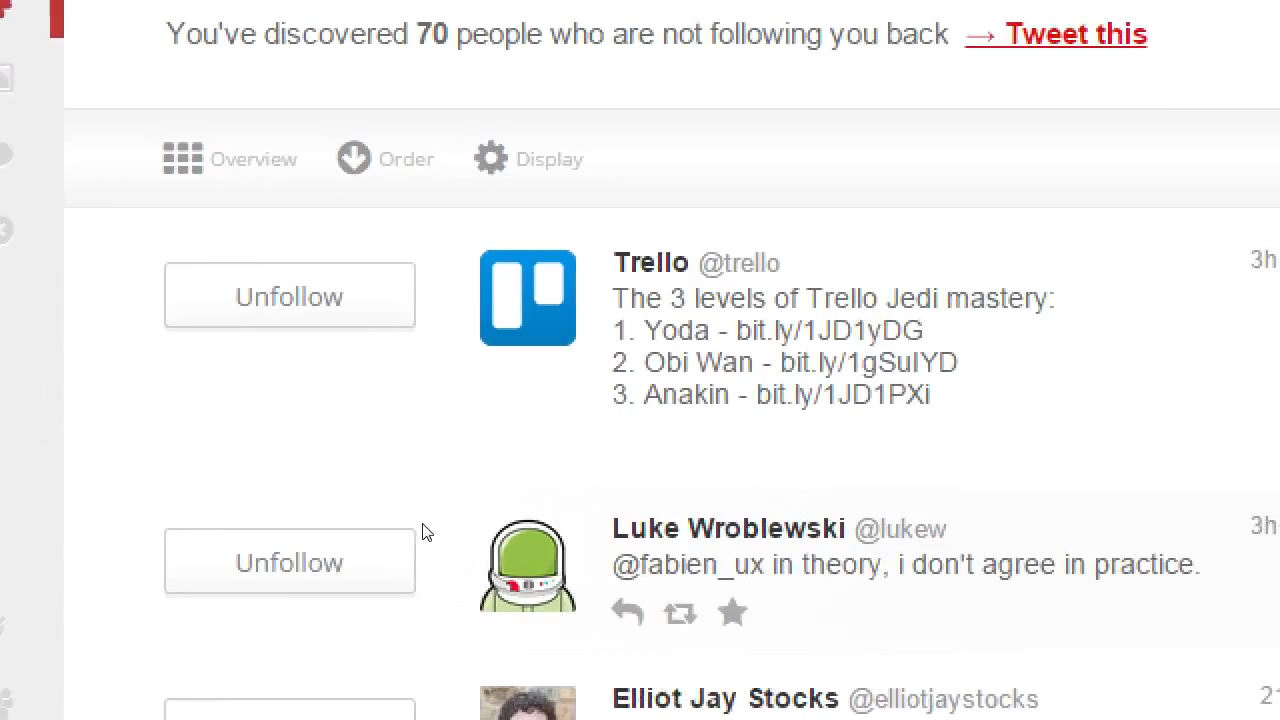 You've discovered 70 people who are not following you back → Tweet this
Overview Order Display
Unfollow
Trello @trello 3h
The 3 levels of Trello Jedi mastery:
1. Yoda - bit.ly/1JD1yDG
2. Obi Wan - bit.ly/1gSulYD
3. Anakin - bit.ly/1JD1PXi
Unfollow
Luke Wroblewski @lukew 3h
@fabien_ux in theory, i don't agree in practice.
Elliot Jay Stocks @elliotjaystocks